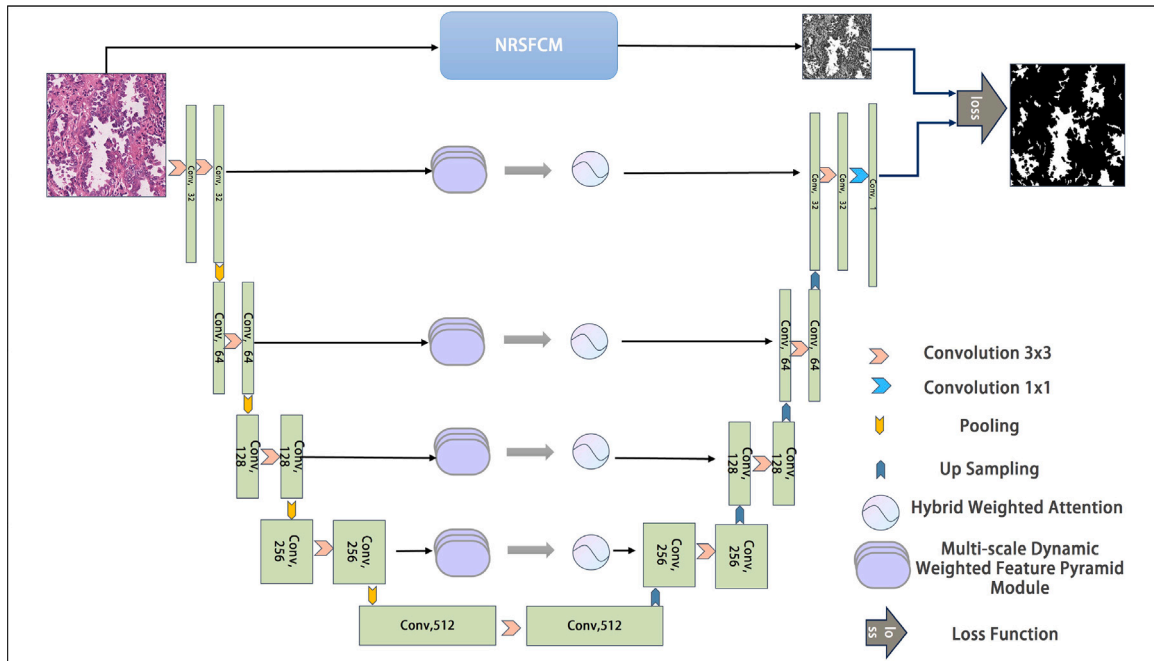 NRSFCM
loss
Conv, 32
Conv, 32
Conv, 32
Conv, 32
Conv, 1
Conv, 64
Conv, 64
Conv, 64
Conv, 64
Conv,
128
Conv,
128
Conv,
128
Conv,
128
Conv,
256
Conv,
256
Conv,
256
Conv,
256
Conv,512
Conv,512
Convolution 3x3
Convolution 1x1
Pooling
Up Sampling
Hybrid Weighted Attention
Multi-scale Dynamic
Weighted Feature Pyramid
Module
lo
ss
Loss Function